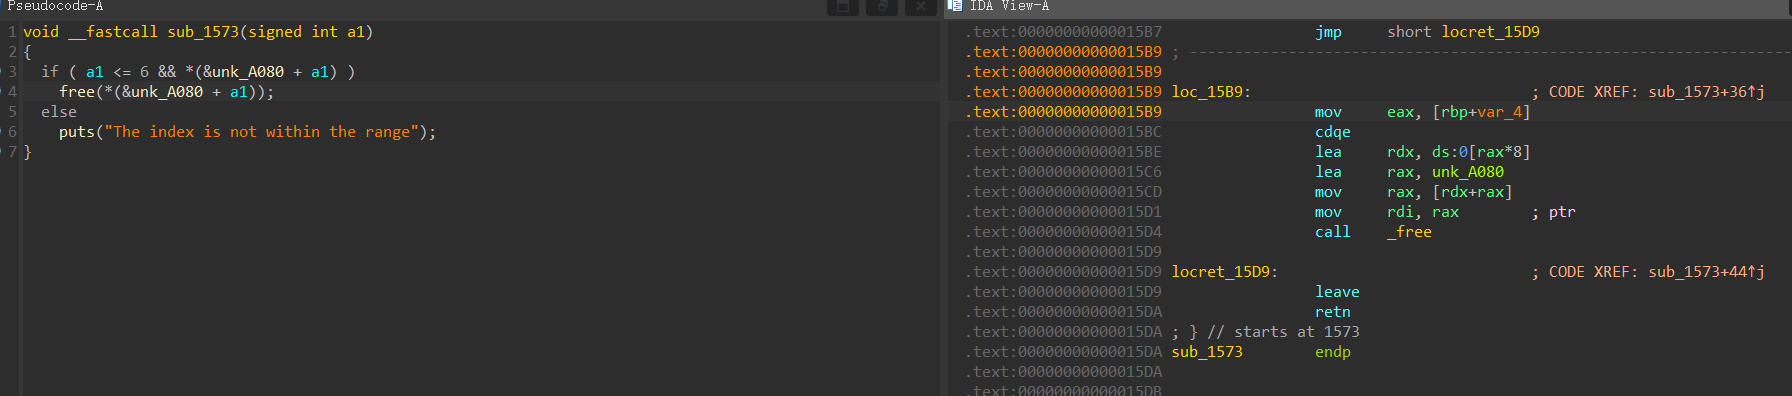 Pseudocode-A
1 void __fastcall sub_1573(signed int a1)
2 {
3 if ( a1 <= 6 && *(&unk_A080 + a1) )
4 free(*(&unk_A080 + a1));
5 else
6 puts("The index is not within the range");
7 }
IDA View-A
.text:00000000000015B7 jmp short locret_15D9
.text:00000000000015B9 ; ---------------------------------------------------------------------------
.text:00000000000015B9
.text:00000000000015B9 loc_15B9: ; CODE XREF: sub_1573+36↑j
.text:00000000000015B9 mov eax, [rbp+var_4]
.text:00000000000015BC cdqe
.text:00000000000015BE lea rdx, ds:0[rax*8]
.text:00000000000015C6 lea rax, unk_A080
.text:00000000000015CD mov rax, [rdx+rax]
.text:00000000000015D1 mov rdi, rax ; ptr
.text:00000000000015D4 call _free
.text:00000000000015D9
.text:00000000000015D9 locret_15D9: ; CODE XREF: sub_1573+44↑j
.text:00000000000015D9 leave
.text:00000000000015DA retn
.text:00000000000015DA ; } // starts at 1573
.text:00000000000015DA sub_1573 endp
.text:00000000000015DA
.text:00000000000015DB